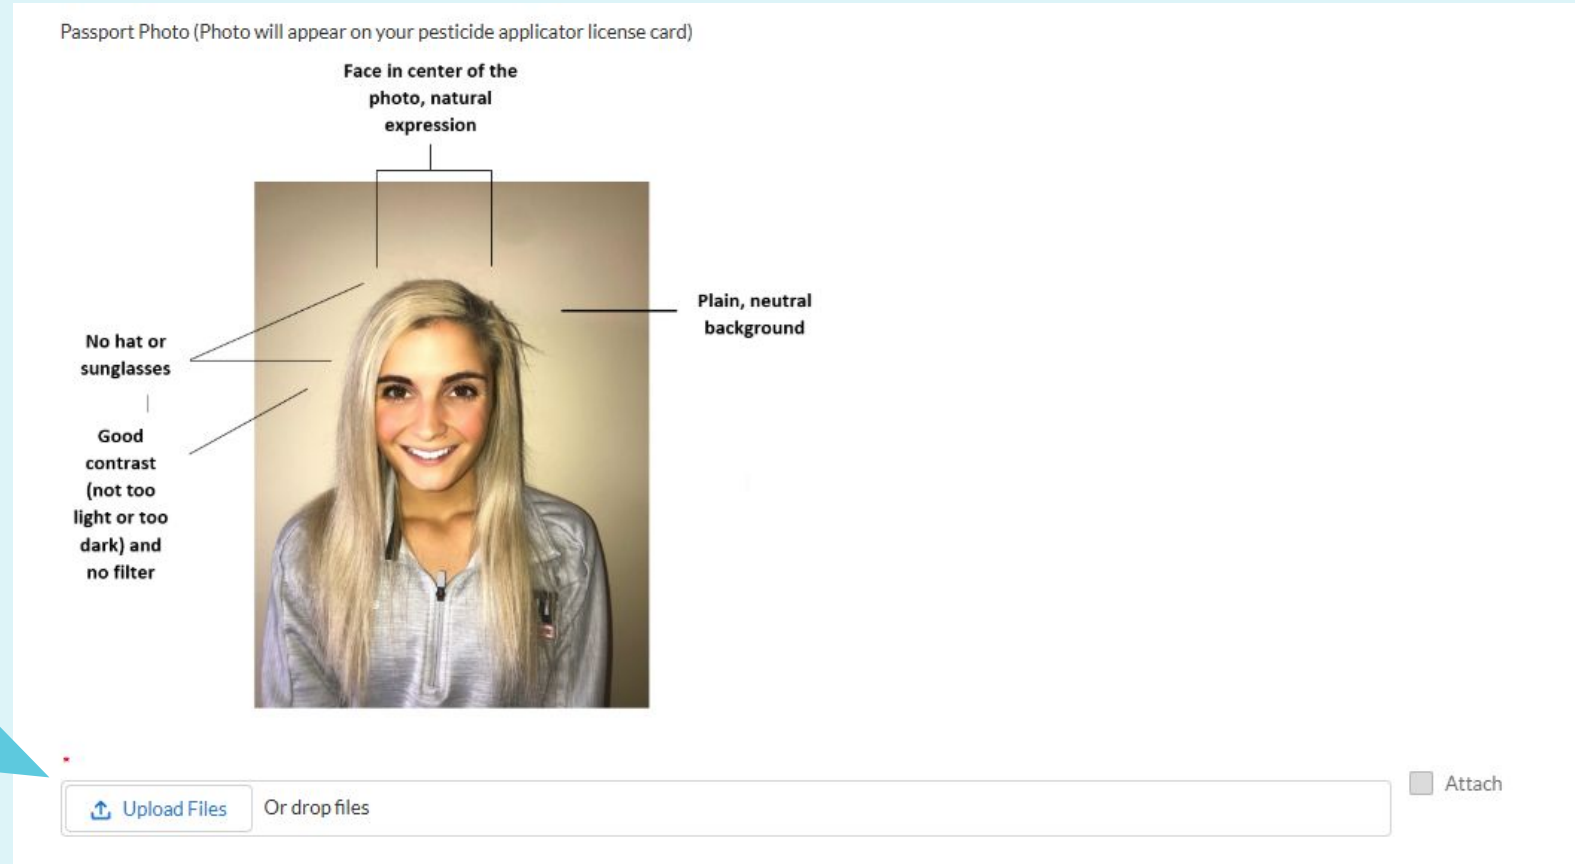 Passport Photo (Photo will appear on your pesticide applicator license card)
Face in center of the
photo, natural
expression
Plain, neutral
background
No hat or
sunglasses
Good
contrast
(not too
light or too
dark) and
no filter
*
Upload Files
Or drop files
Attach